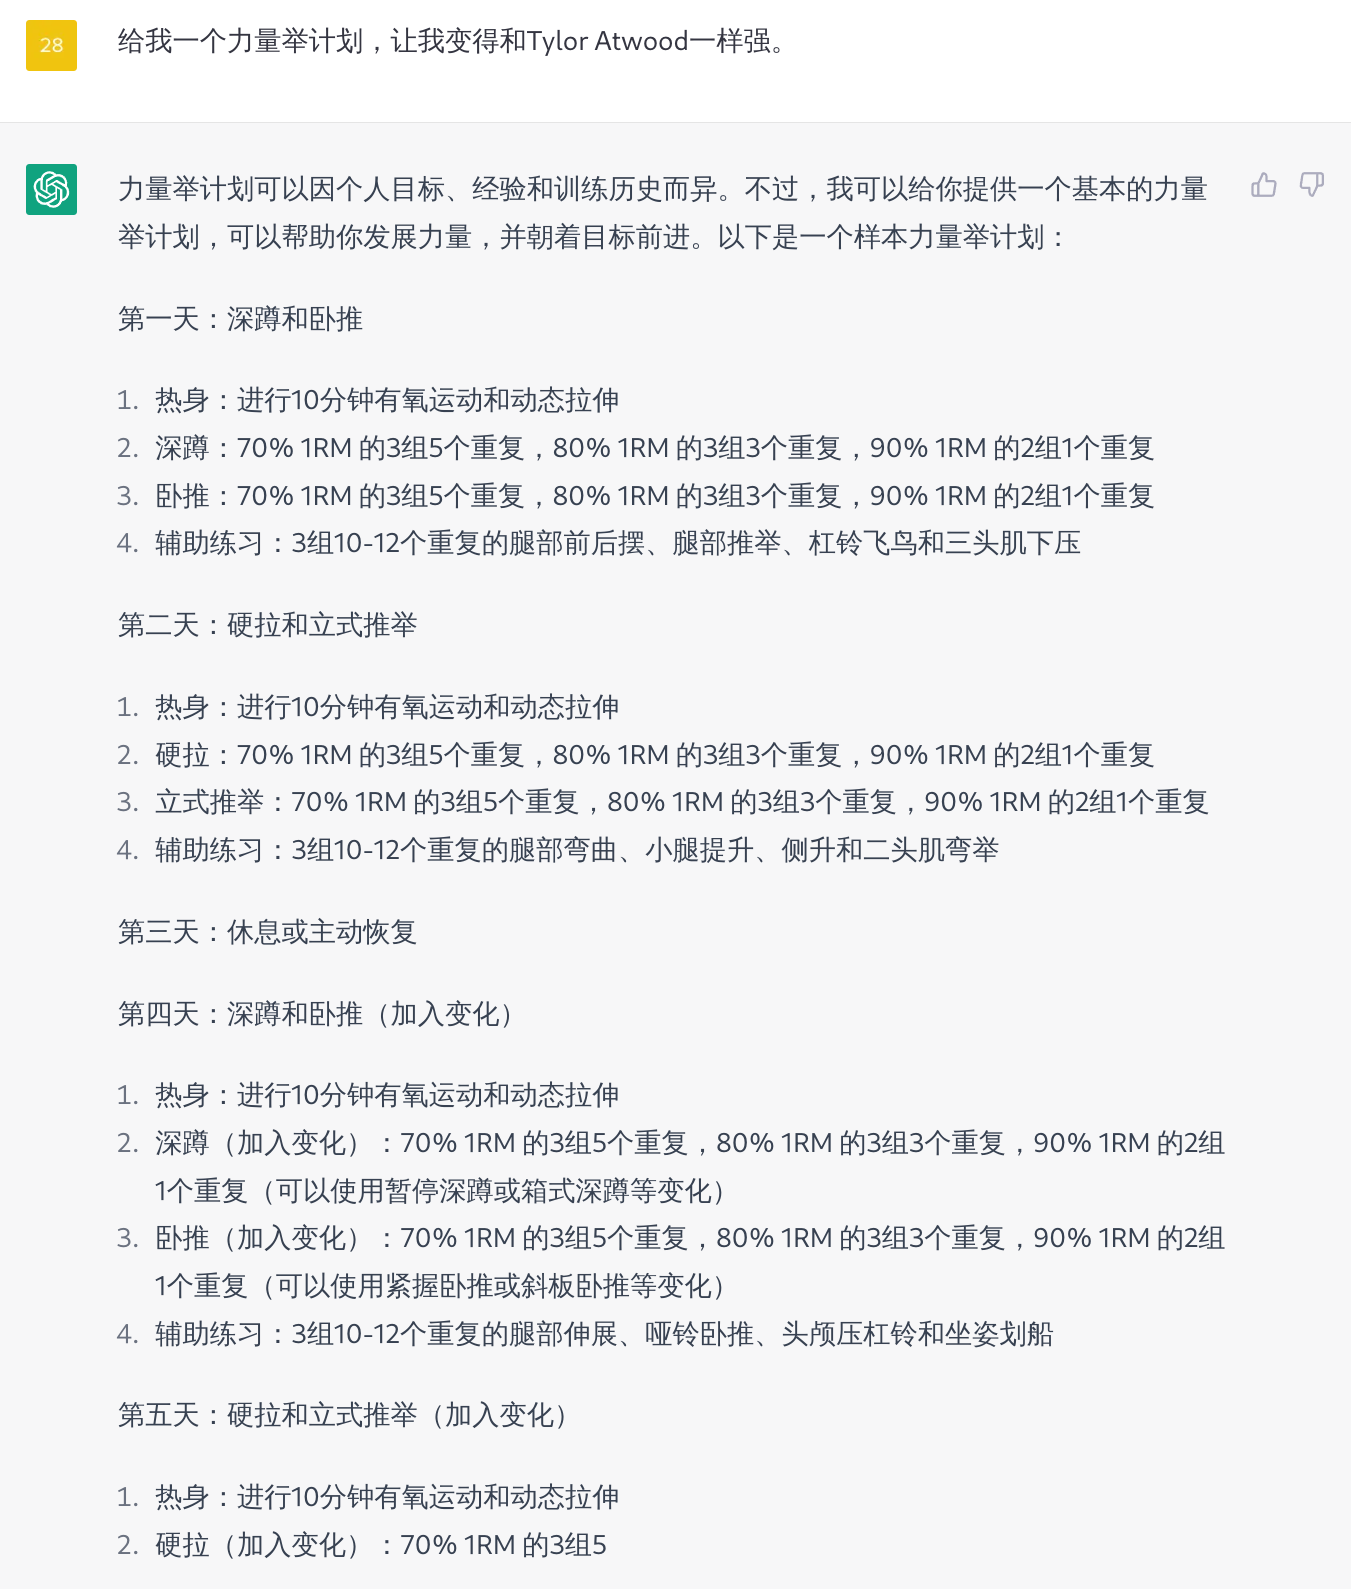 28
给我一个力量举计划，让我变得和Tylor Atwood一样强。
力量举计划可以因个人目标、经验和训练历史而异。不过，我可以给你提供一个基本的力量
举计划，可以帮助你发展力量，并朝着目标前进。以下是一个样本力量举计划：
第一天：深蹲和卧推
1. 热身：进行10分钟有氧运动和动态拉伸
2. 深蹲：70% 1RM 的3组5个重复，80% 1RM 的3组3个重复，90% 1RM 的2组1个重复
3. 卧推：70% 1RM 的3组5个重复，80% 1RM 的3组3个重复，90% 1RM 的2组1个重复
4. 辅助练习：3组10-12个重复的腿部前后摆、腿部推举、杠铃飞鸟和三头肌下压
第二天：硬拉和立式推举
1. 热身：进行10分钟有氧运动和动态拉伸
2. 硬拉：70% 1RM 的3组5个重复，80% 1RM 的3组3个重复，90% 1RM 的2组1个重复
3. 立式推举：70% 1RM 的3组5个重复，80% 1RM 的3组3个重复，90% 1RM 的2组1个重复
4. 辅助练习：3组10-12个重复的腿部弯曲、小腿提升、侧升和二头肌弯举
第三天：休息或主动恢复
第四天：深蹲和卧推（加入变化）
1. 热身：进行10分钟有氧运动和动态拉伸
2. 深蹲（加入变化）：70% 1RM 的3组5个重复，80% 1RM 的3组3个重复，90% 1RM 的2组
1个重复（可以使用暂停深蹲或箱式深蹲等变化）
3. 卧推（加入变化）：70% 1RM 的3组5个重复，80% 1RM 的3组3个重复，90% 1RM 的2组
1个重复（可以使用紧握卧推或斜板卧推等变化）
4. 辅助练习：3组10-12个重复的腿部伸展、哑铃卧推、头颅压杠铃和坐姿划船
第五天：硬拉和立式推举（加入变化）
1. 热身：进行10分钟有氧运动和动态拉伸
2. 硬拉（加入变化）：70% 1RM 的3组5